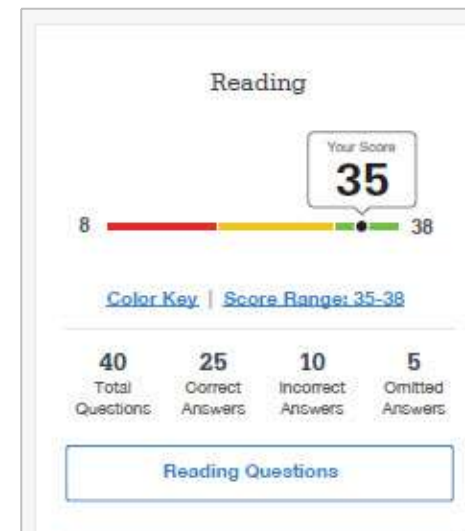 Reading
Your Score
35
8 38
Color Key | Score Range: 35-38
40 25 10 5
Total Correct Incorrect Omitted
Questions Answers Answers Answers
Reading Questions